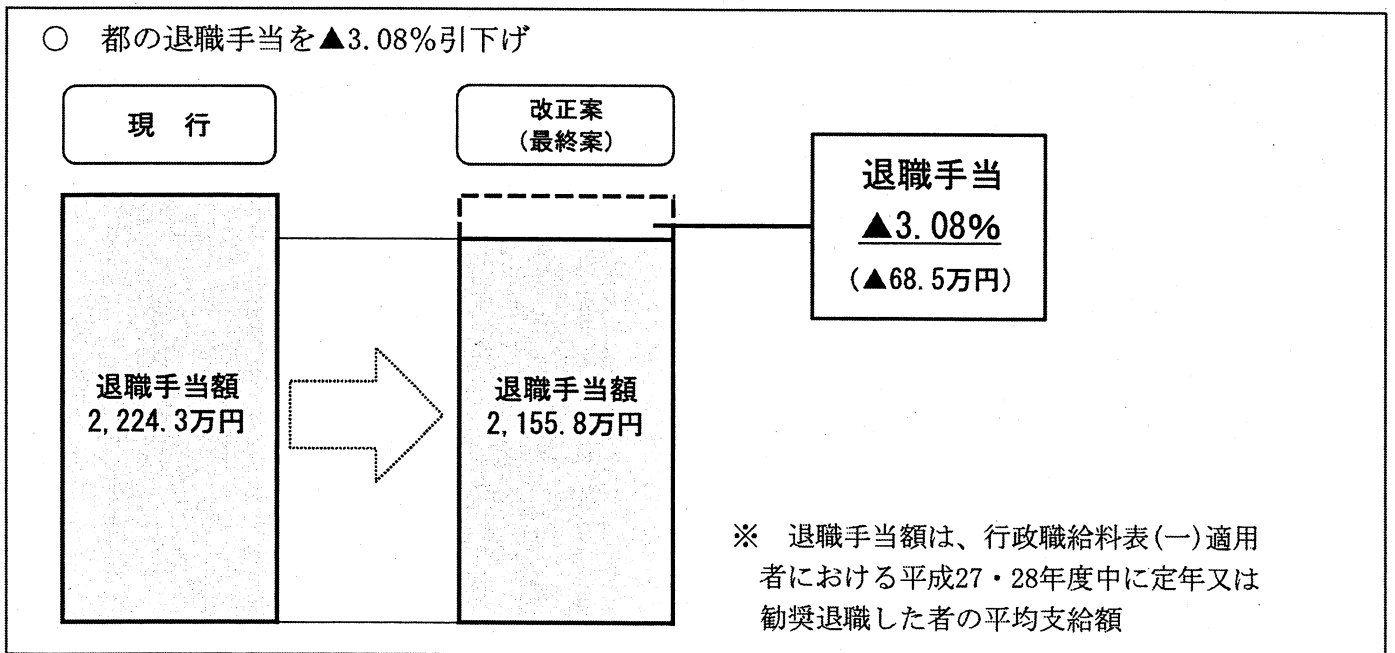 ○　都の退職手当を▲3.08％引下げ
現　行
改正案
（最終案）
退職手当
▲3.08％
（▲68.5万円）
退職手当額
2,224.3万円
退職手当額
2,155.8万円
※　退職手当額は、行政職給料表(一)適用
者における平成27・28年度中に定年又は
勧奨退職した者の平均支給額